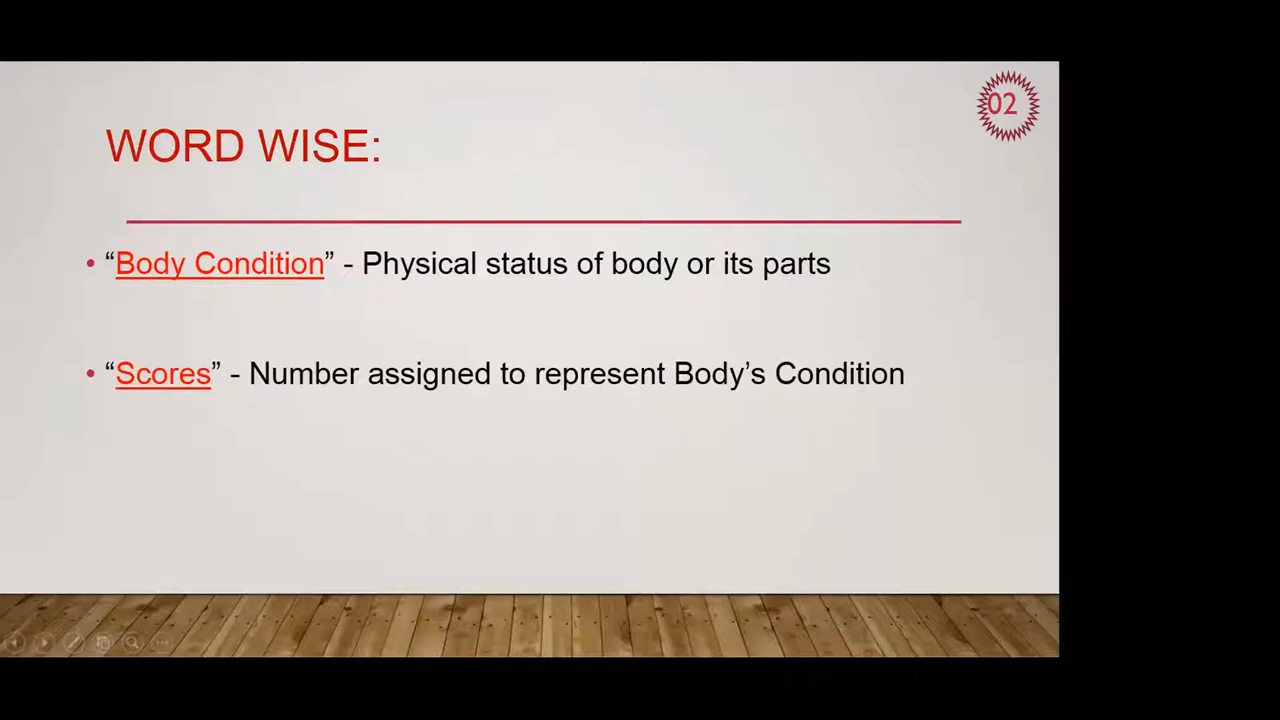 02
WORD WISE:
• “Body Condition” - Physical status of body or its parts
• “Scores” - Number assigned to represent Body’s Condition